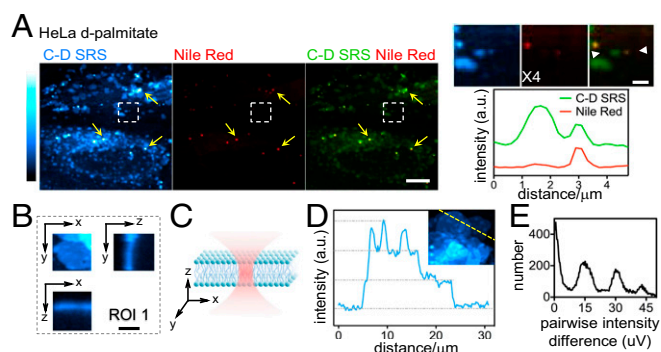 A HeLa d-palmitate
C-D SRS
Nile Red
C-D SRS Nile Red
X4
intensity (a.u.)
C-D SRS
Nile Red
0 1 2 3 4
distance/μm
B
x
y
z
y
x
z
ROI 1
C
z
x
y
D
intensity (a.u.)
0 10 20 30
distance/μm
E
number
400
200
0
0 15 30 45
pairwise intensity
difference (uV)